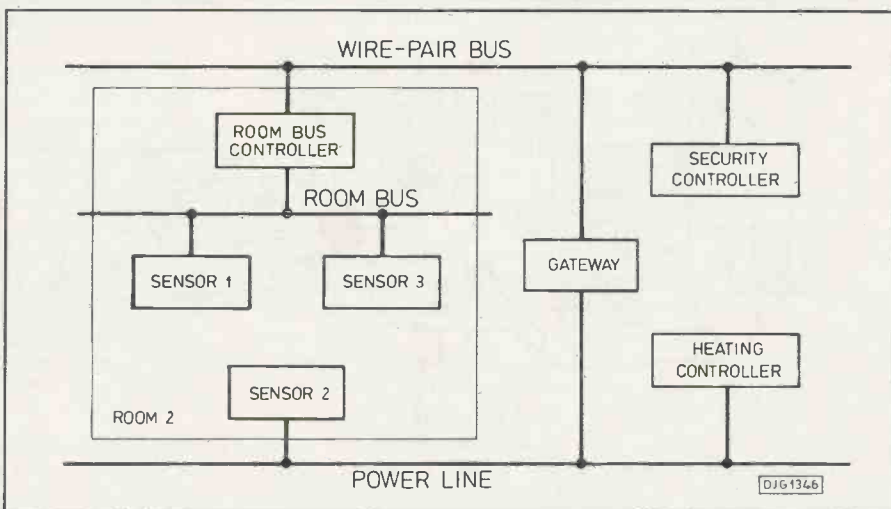 WIRE-PAIR BUS
ROOM BUS
CONTROLLER
SECURITY
CONTROLLER
ROOM BUS
SENSOR 1
SENSOR 3
GATEWAY
HEATING
CONTROLLER
SENSOR 2
ROOM 2
POWER LINE
DJG1346